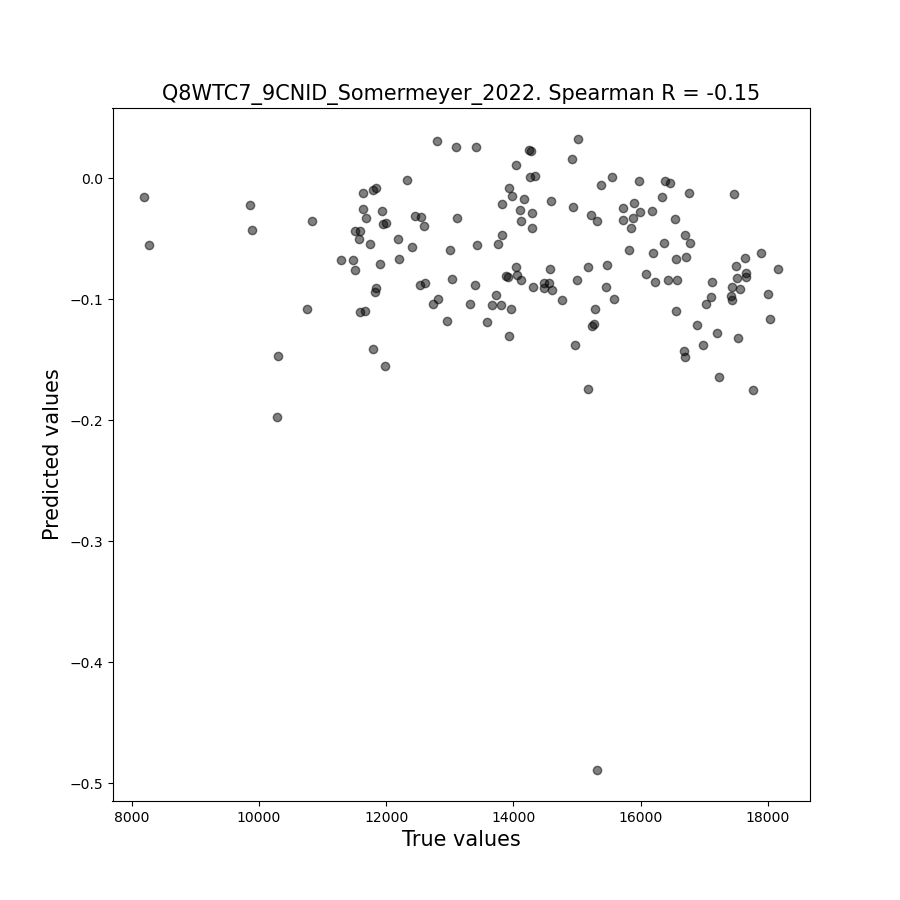 Q8WTC7_9CNID_Somermeyer_2022. Spearman R = -0.15
Predicted values
0.0
−0.1
−0.2
−0.3
−0.4
−0.5
8000 10000 12000 14000 16000 18000
True values